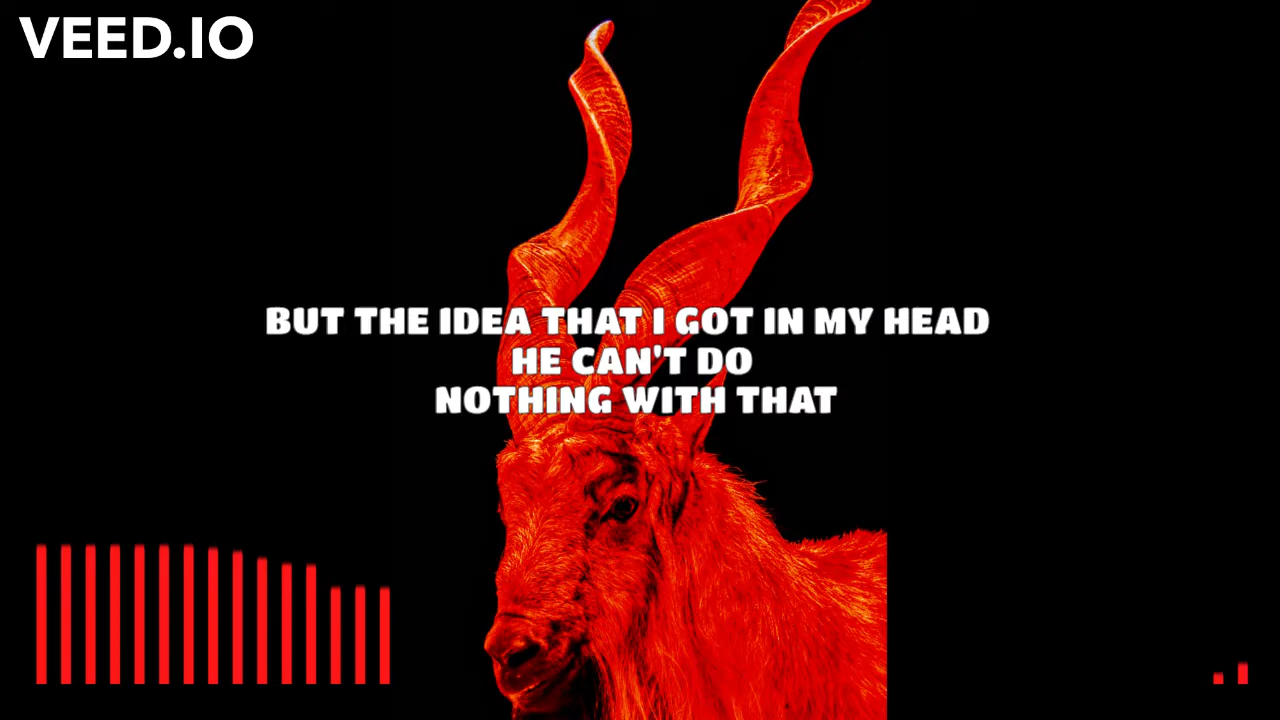 VEED.IO
BUT THE IDEA THAT I GOT IN MY HEAD
HE CAN'T DO
NOTHING WITH THAT